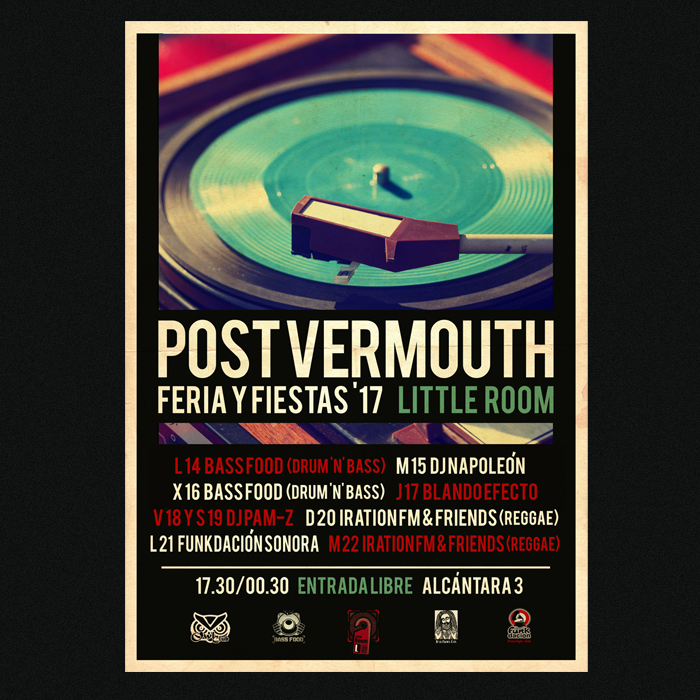 POST VERMOUTH
FERIA Y FIESTAS '17 LITTLE ROOM
L 14 BASS FOOD (DRUM 'N' BASS) M 15 DJ NAPOLEÓN
X 16 BASS FOOD (DRUM 'N' BASS) J 17 BLANDO EFECTO
V 18 Y S 19 DJ PAM-Z D 20 IRATION FM & FRIENDS (REGGAE)
L 21 FUNKDACIÓN SONORA M 22 IRATION FM & FRIENDS (REGGAE)
17.30/00.30 ENTRADA LIBRE ALCÁNTARA 3
BASS FOOD